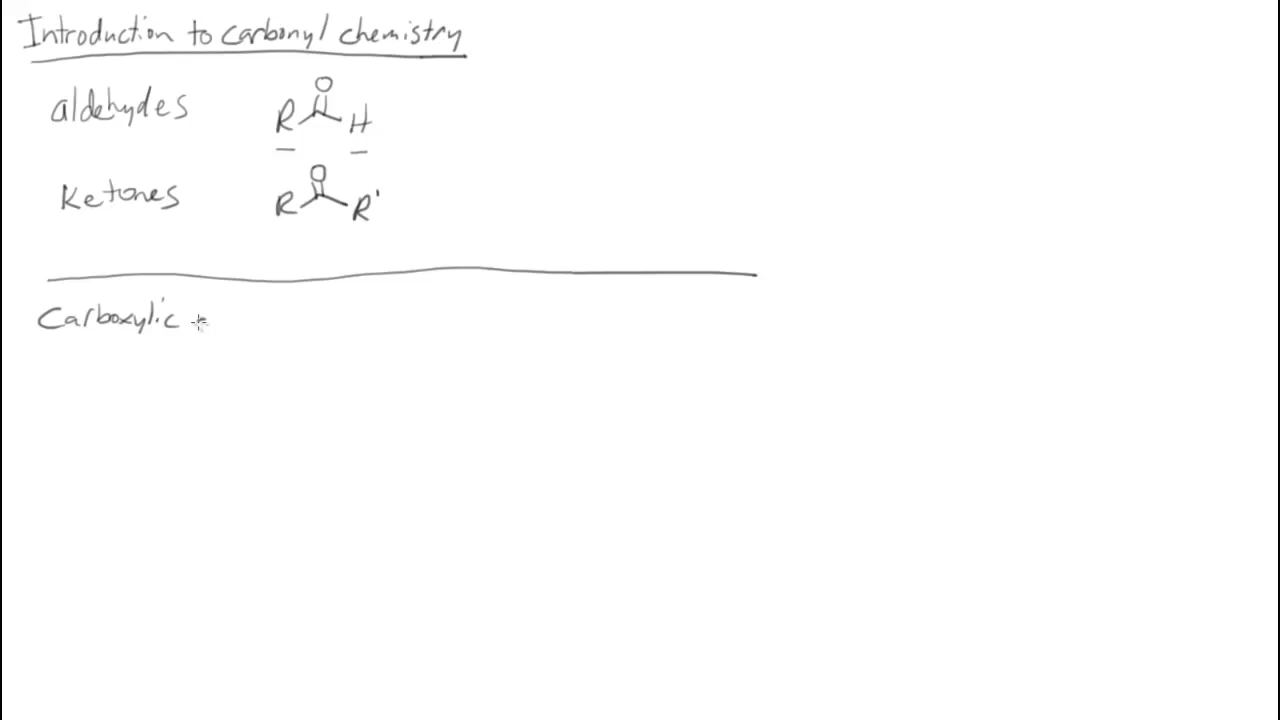 Introduction to carbonyl chemistry
aldehydes
O
R H
Ketones
O
R R'
Carboxylic